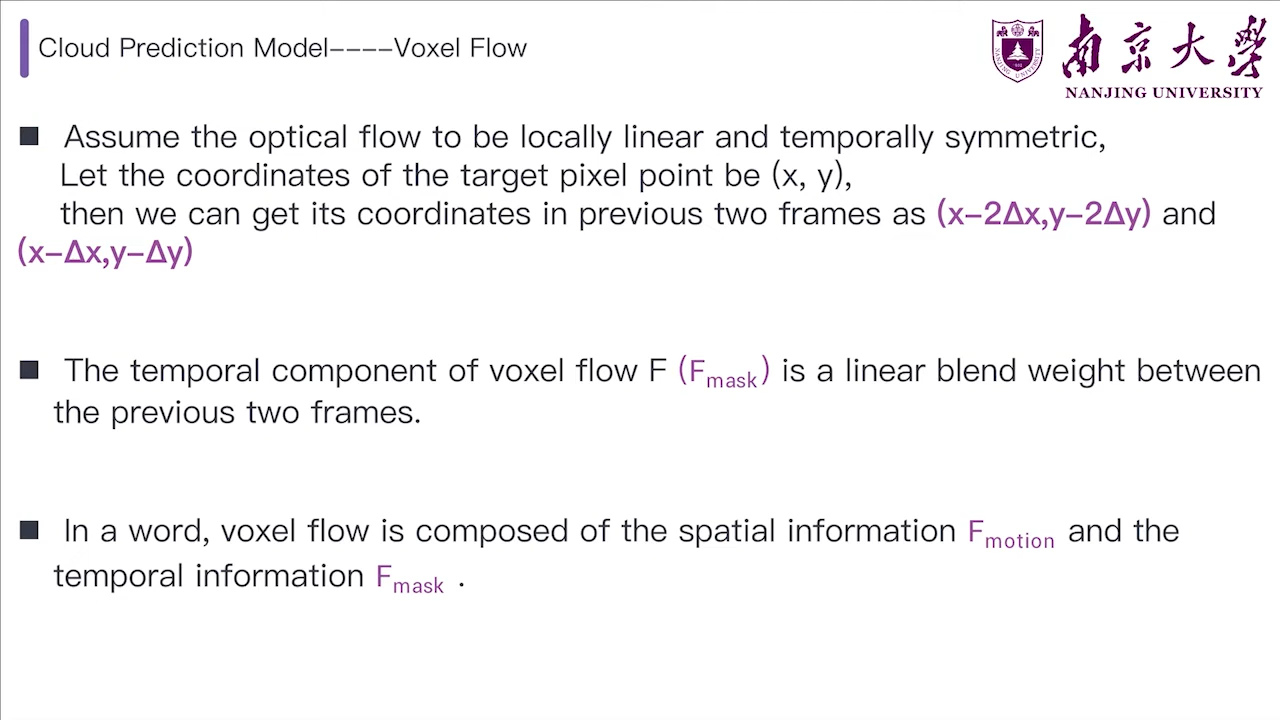 Cloud Prediction Model----Voxel Flow
南京大學
NANJING UNIVERSITY
■ Assume the optical flow to be locally linear and temporally symmetric,
Let the coordinates of the target pixel point be (x, y),
then we can get its coordinates in previous two frames as (x-2Δx,y-2Δy) and
(x-Δx,y-Δy)
■ The temporal component of voxel flow F (Fmask) is a linear blend weight between
the previous two frames.
■ In a word, voxel flow is composed of the spatial information Fmotion and the
temporal information Fmask .